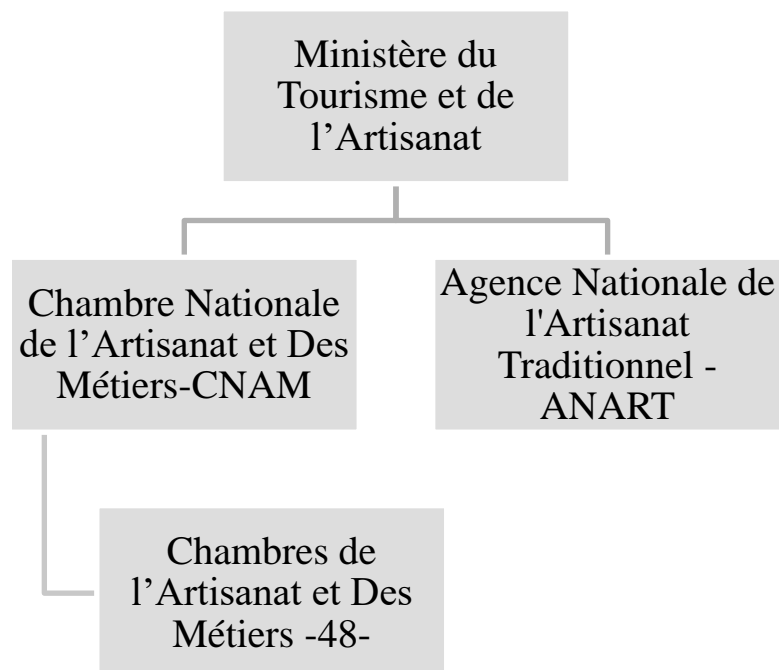 Ministère du
Tourisme et de
l’Artisanat
Chambre Nationale
de l’Artisanat et Des
Métiers-CNAM
Agence Nationale de
l'Artisanat
Traditionnel -
ANART
Chambres de
l’Artisanat et Des
Métiers -48-